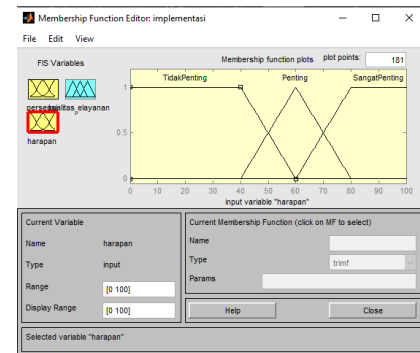 Membership Function Editor: implementasi
File Edit View
FIS Variables
Membership function plots plot points: 181
harapan
TidakPenting Penting SangatPenting
1
0.5
0
0 10 20 30 40 50 60 70 80 90 100
input variable "harapan"
Current Variable
Name harapan
Type input
Range [0 100]
Display Range [0 100]
Current Membership Function (click on MF to select)
Name
Type trimf
Params
Help Close
Selected variable "harapan"